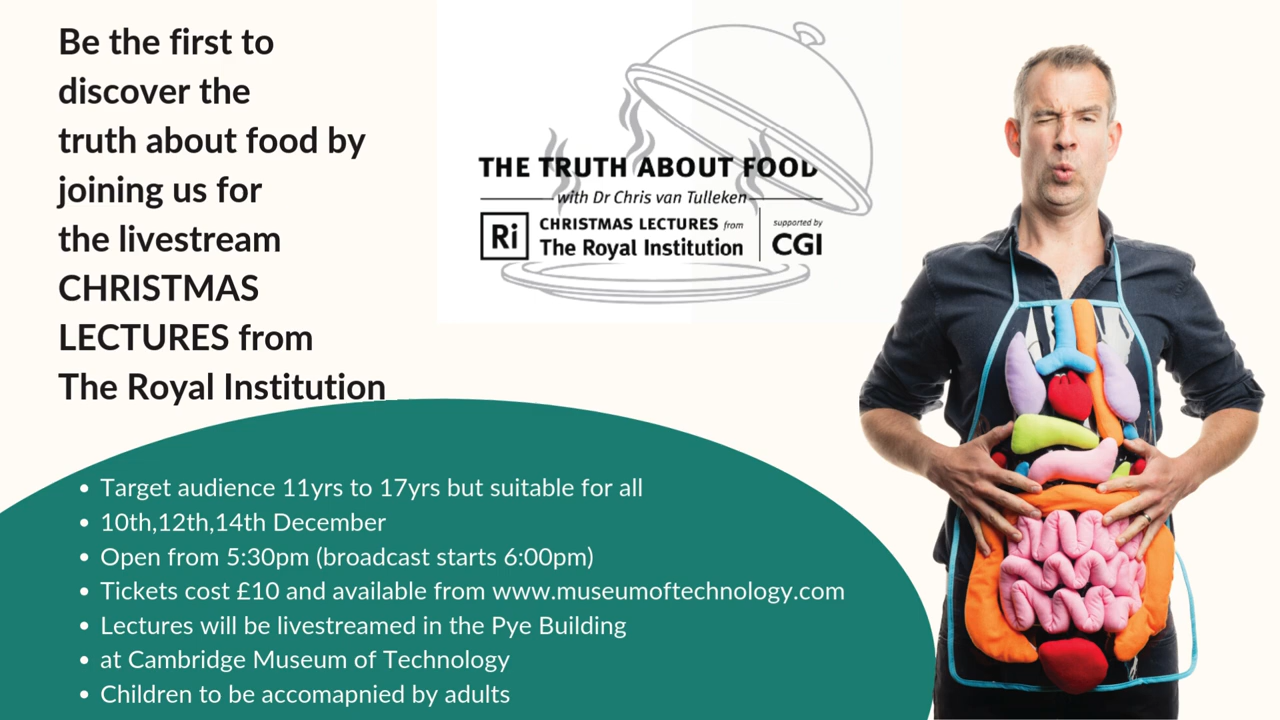 Be the first to
discover the
truth about food by
joining us for
the livestream
CHRISTMAS
LECTURES from
The Royal Institution
THE TRUTH ABOUT FOOD
with Dr Chris van Tulleken
Ri
CHRISTMAS LECTURES from
The Royal Institution
supported by
CGI
• Target audience 11yrs to 17yrs but suitable for all
• 10th,12th,14th December
• Open from 5:30pm (broadcast starts 6:00pm)
• Tickets cost £10 and available from www.museumoftechnology.com
• Lectures will be livestreamed in the Pye Building
• at Cambridge Museum of Technology
• Children to be accomapnied by adults